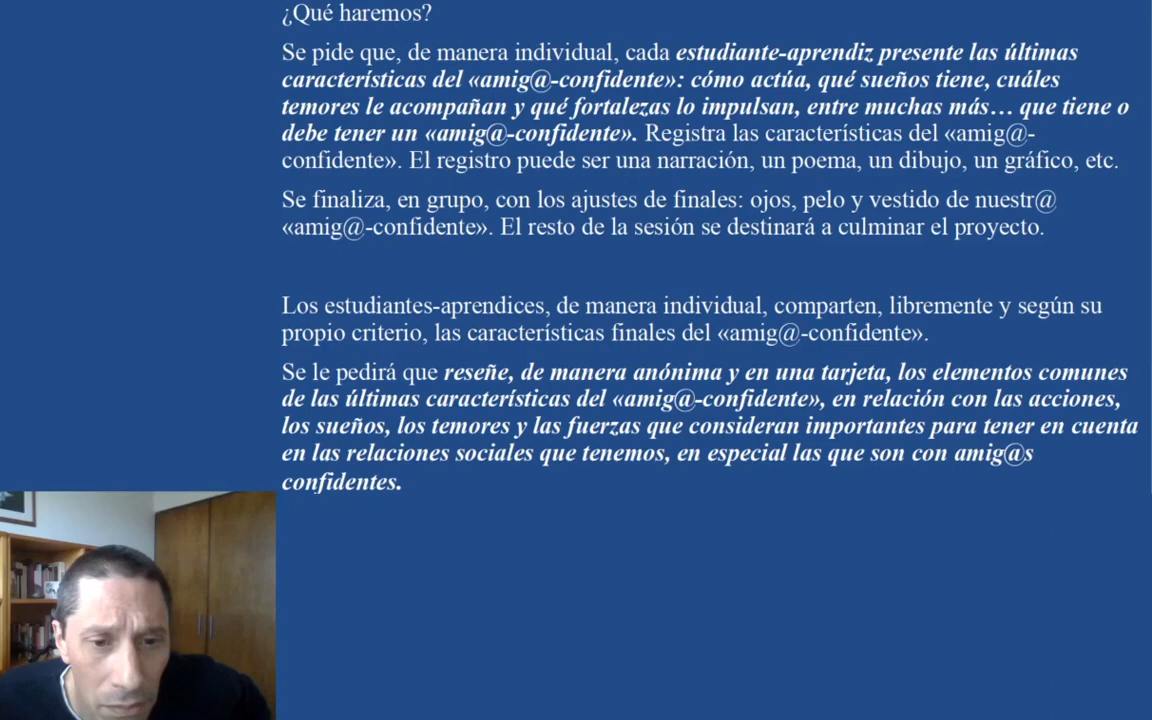 ¿Qué haremos?
Se pide que, de manera individual, cada estudiante-aprendiz presente las últimas
características del «amig@-confidente»: cómo actúa, qué sueños tiene, cuáles
temores le acompañan y qué fortalezas lo impulsan, entre muchas más… que tiene o
debe tener un «amig@-confidente». Registra las características del «amig@-
confidente». El registro puede ser una narración, un poema, un dibujo, un gráfico, etc.
Se finaliza, en grupo, con los ajustes de finales: ojos, pelo y vestido de nuestr@
«amig@-confidente». El resto de la sesión se destinará a culminar el proyecto.
Los estudiantes-aprendices, de manera individual, comparten, libremente y según su
propio criterio, las características finales del «amig@-confidente».
Se le pedirá que reseñe, de manera anónima y en una tarjeta, los elementos comunes
de las últimas características del «amig@-confidente», en relación con las acciones,
los sueños, los temores y las fuerzas que consideran importantes para tener en cuenta
en las relaciones sociales que tenemos, en especial las que son con amig@s
confidentes.